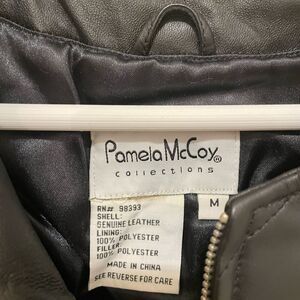 Pamela McCoy®
collections
M
RN# 98393
SHELL:
GENUINE LEATHER
LINING:
100% POLYESTER
FILLER:
100% POLYESTER
MADE IN CHINA
SEE REVERSE FOR CARE